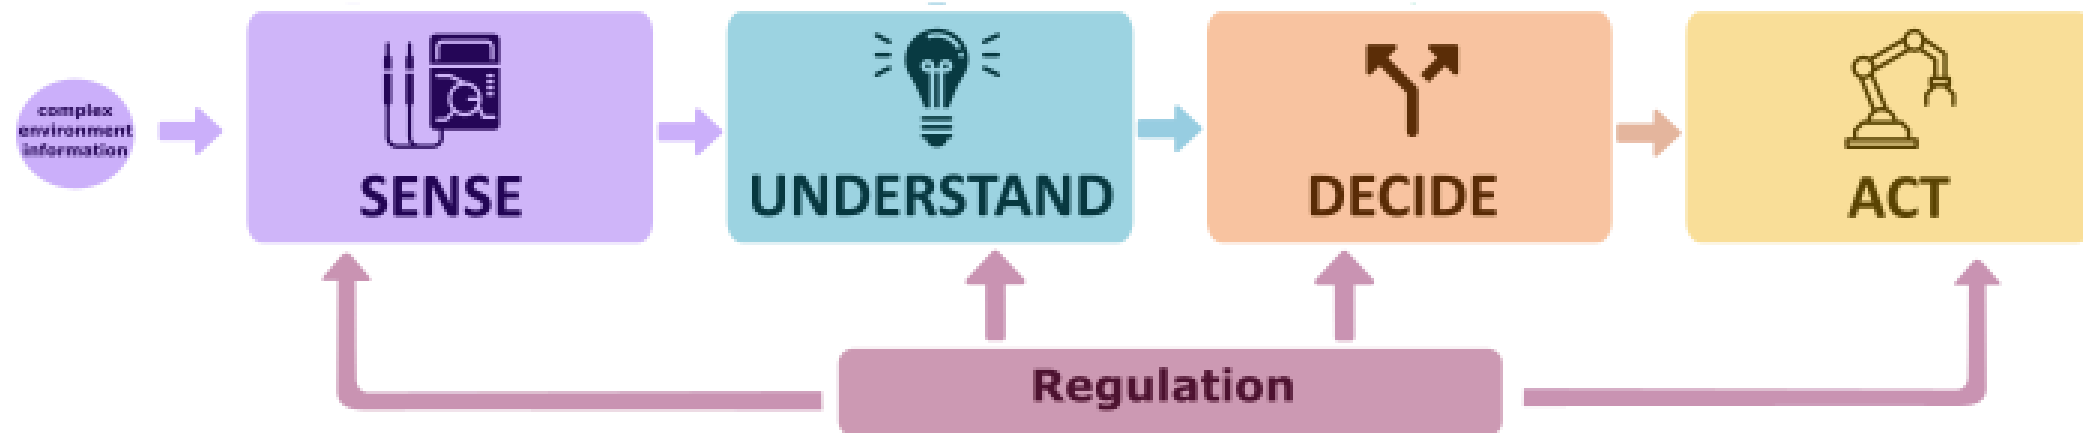 complex
environment
information
SENSE
UNDERSTAND
DECIDE
ACT
Regulation